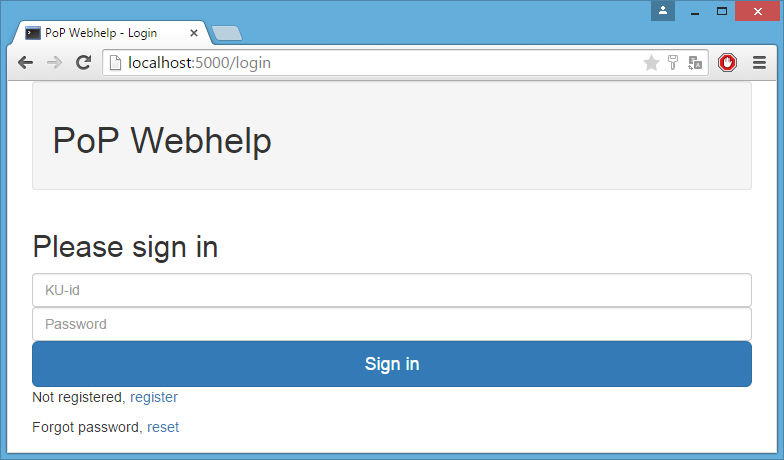 PoP Webhelp - Login
localhost:5000/login
PoP Webhelp
Please sign in
KU-id
Password
Sign in
Not registered, register
Forgot password, reset